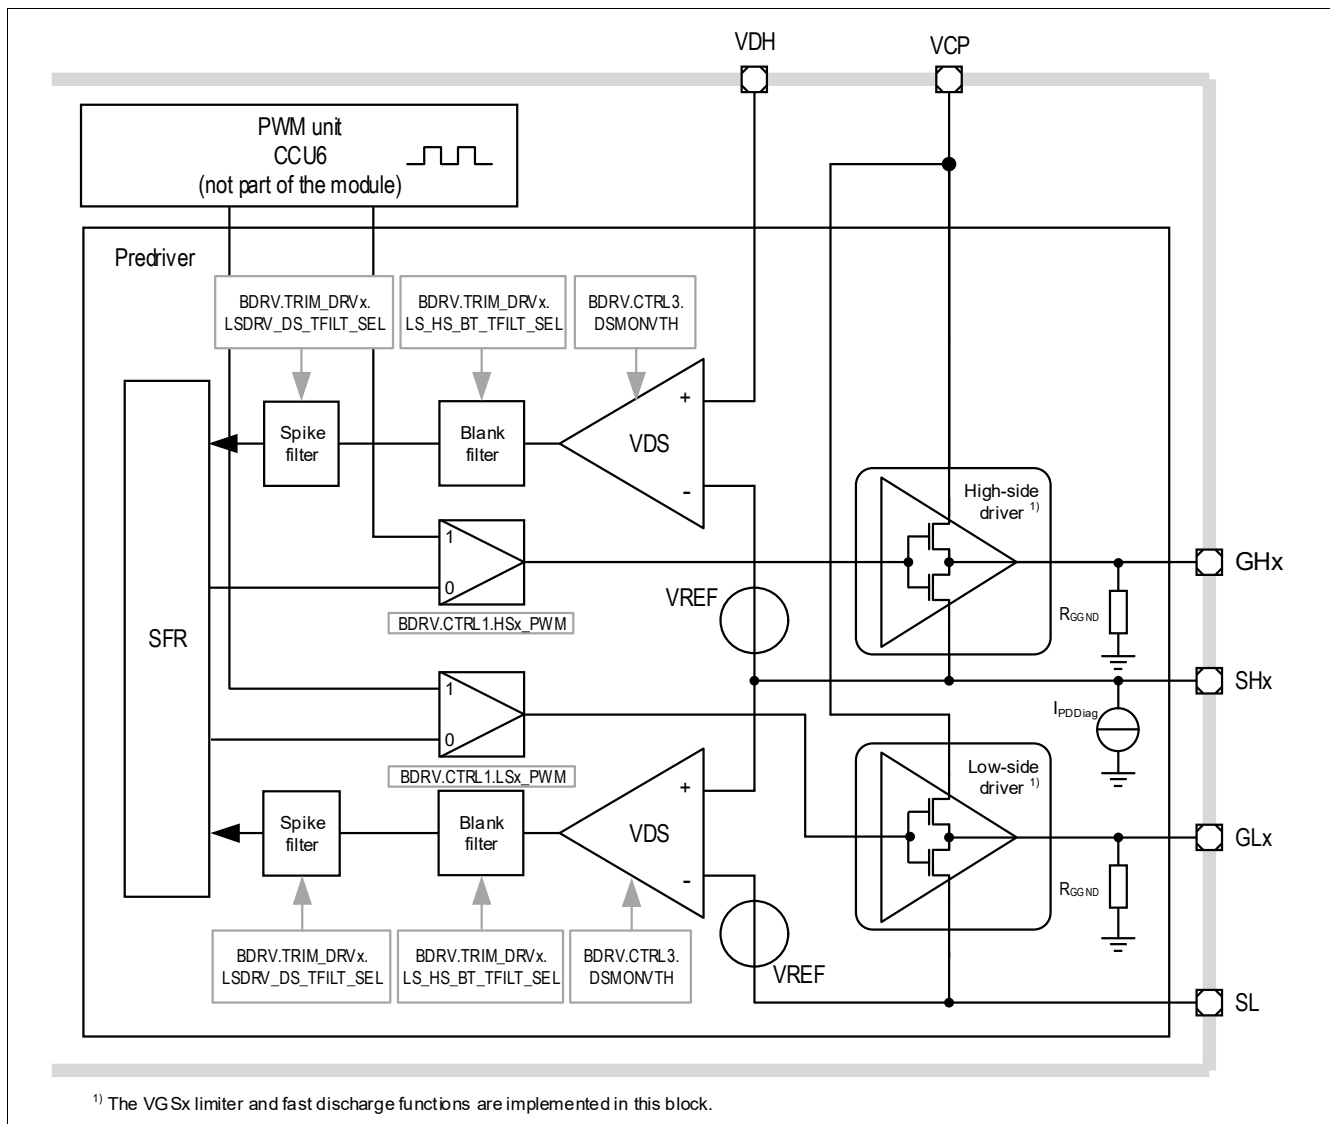 VDH
VCP
PWM unit
CCU6
(not part of the module)
Predriver
BDRV.TRIM_DRVx.
LSDRV_DS_TFILT_SEL
BDRV.TRIM_DRVx.
LS_HS_BT_TFILT_SEL
BDRV.CTRL3.
DSMONVTH
Spike
filter
Blank
filter
+
VDS
-
High-side
driver 1)
1
0
BDRV.CTRL1.HSx_PWM
VREF
RGGND
GHx
SFR
SHx
1
0
BDRV.CTRL1.LSx_PWM
IPDDiag
Low-side
driver 1)
Spike
filter
Blank
filter
+
VDS
-
GLx
RGGND
BDRV.TRIM_DRVx.
LSDRV_DS_TFILT_SEL
BDRV.TRIM_DRVx.
LS_HS_BT_TFILT_SEL
BDRV.CTRL3.
DSMONVTH
VREF
SL
1) The VGSx limiter and fast discharge functions are implemented in this block.